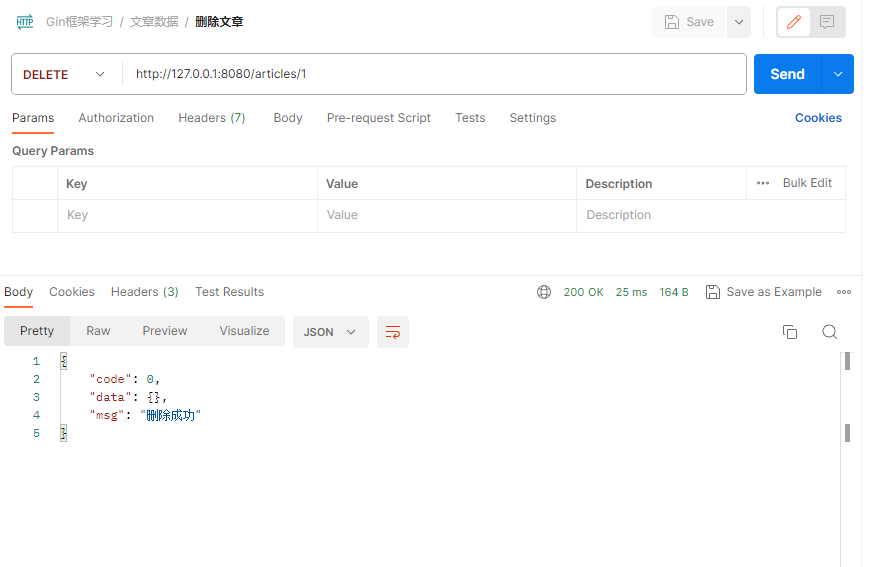 HTTP Gin框架学习 / 文章数据 / 删除文章 Save
DELETE http://127.0.0.1:8080/articles/1 Send
Params Authorization Headers (7) Body Pre-request Script Tests Settings Cookies
Query Params
Key Value Description ••• Bulk Edit
Key Value Description
Body Cookies Headers (3) Test Results 200 OK 25 ms 164 B Save as Example
Pretty Raw Preview Visualize JSON
1 {
2 "code": 0,
3 "data": {},
4 "msg": "删除成功"
5 }